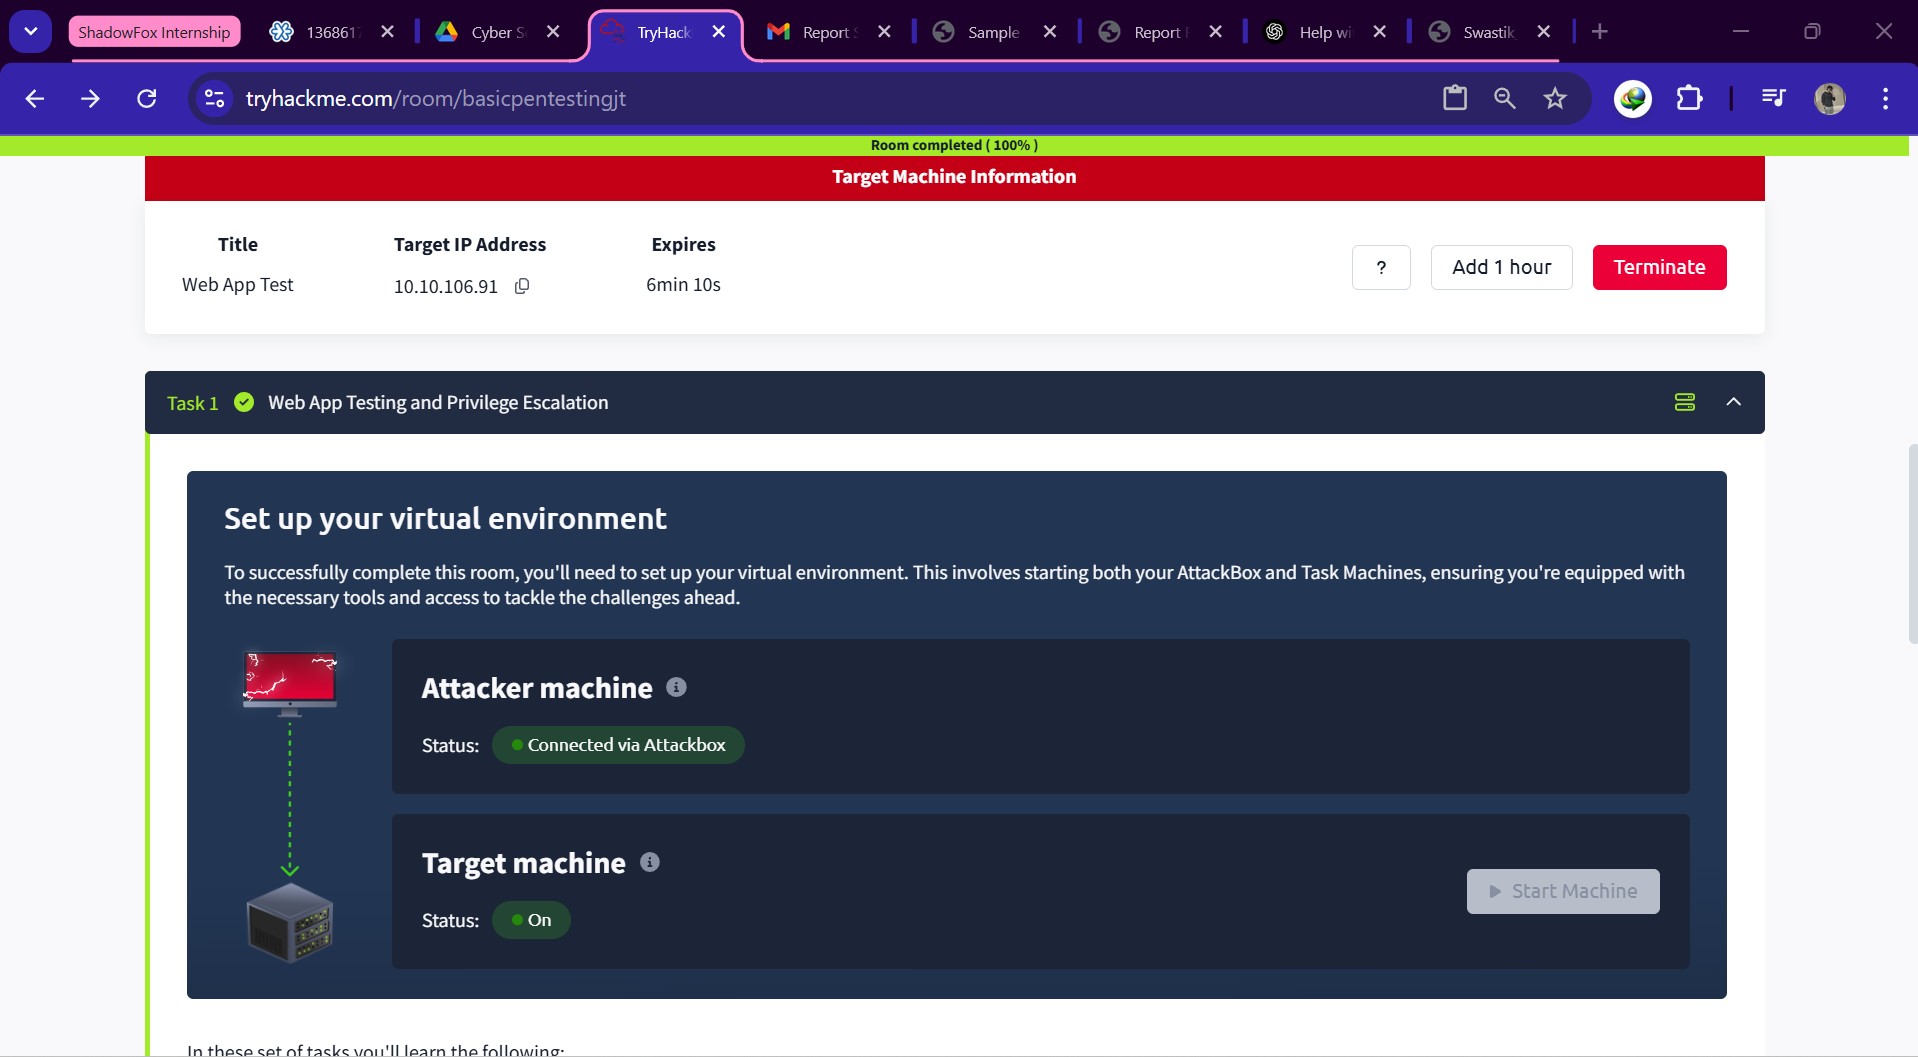 ShadowFox Internship
136861
Cyber S
TryHack
Report S
Sample
Report
Help wi
Swastik
tryhackme.com/room/basicpentestingjt
Room completed ( 100% )
Target Machine Information
Title
Target IP Address
Expires
Web App Test
10.10.106.91
6min 10s
?
Add 1 hour
Terminate
Task 1
Web App Testing and Privilege Escalation
Set up your virtual environment
To successfully complete this room, you'll need to set up your virtual environment. This involves starting both your AttackBox and Task Machines, ensuring you're equipped with
the necessary tools and access to tackle the challenges ahead.
Attacker machine
Status: Connected via Attackbox
Target machine
Start Machine
Status: On
In these set of tasks you'll learn the following: